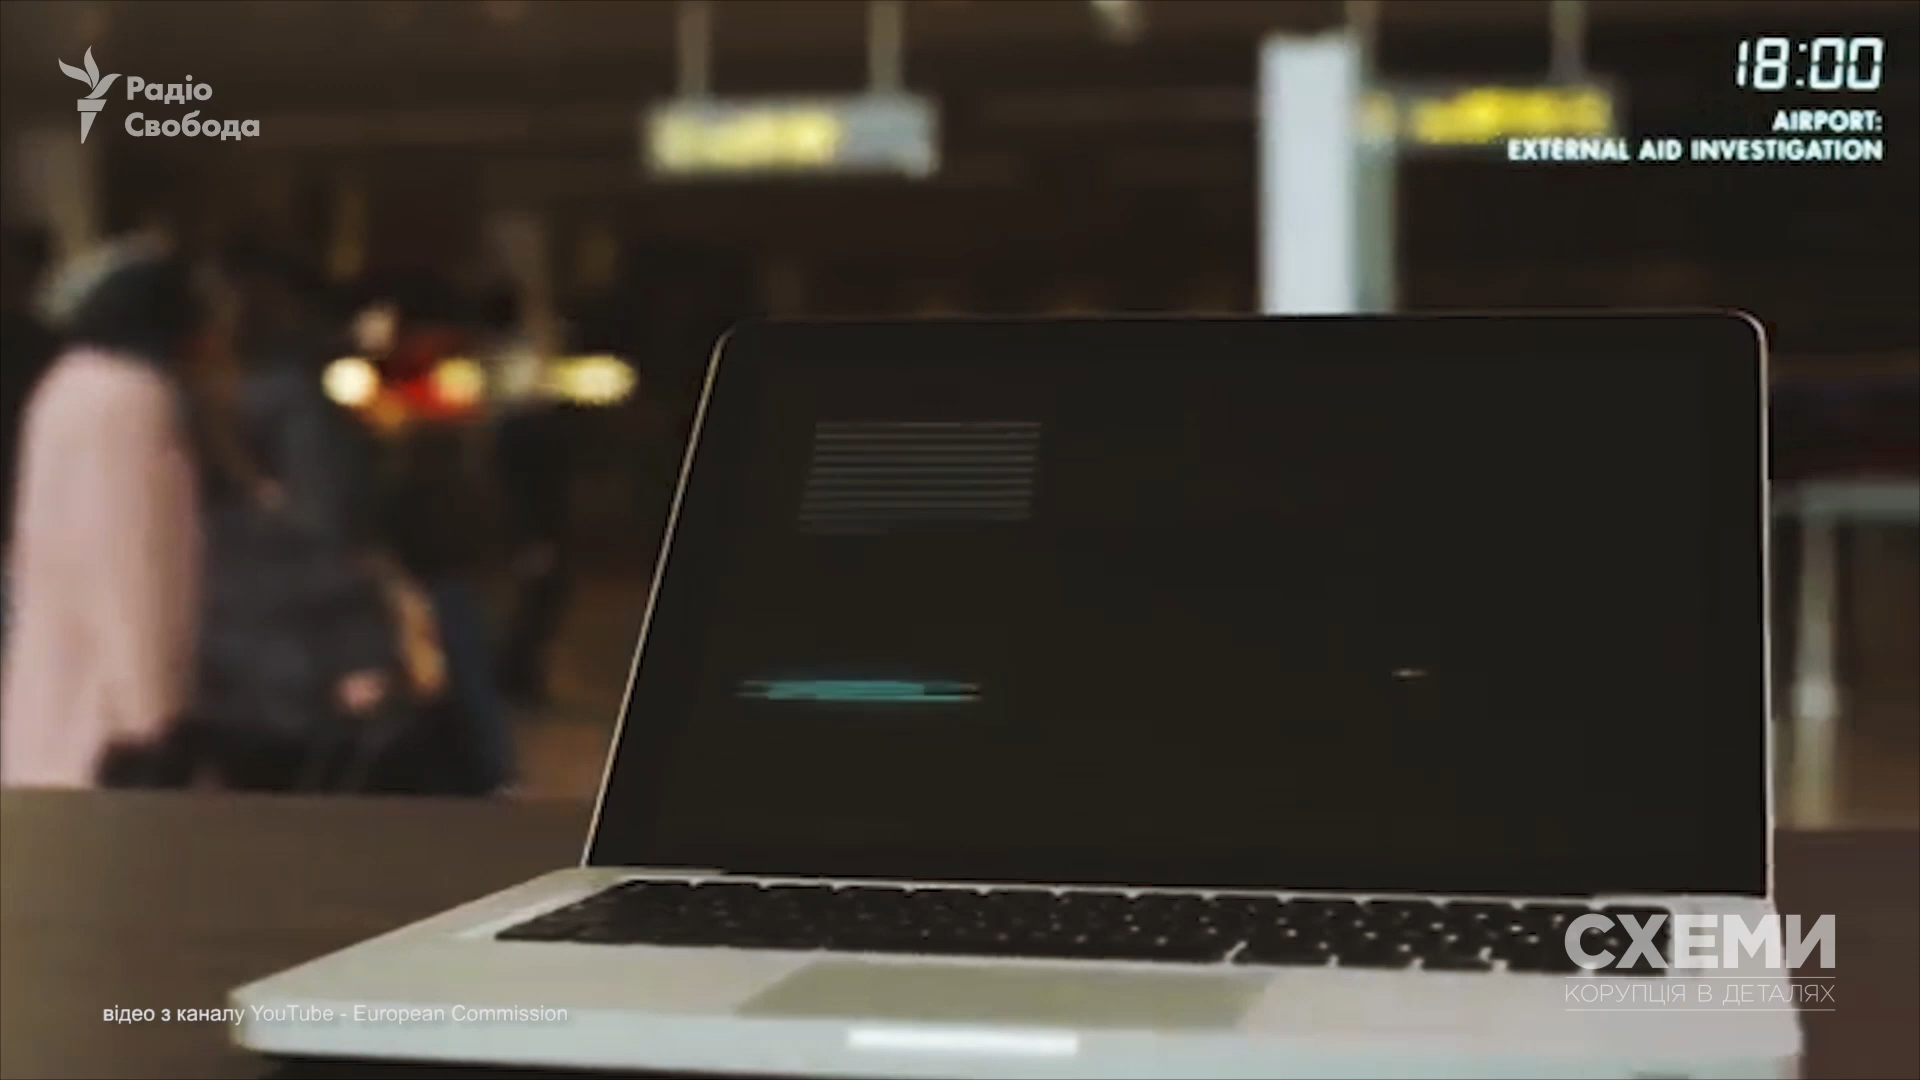 Радіо
Свобода
18:00
AIRPORT:
EXTERNAL AID INVESTIGATION
СХЕМИ
КОРУПЦІЯ В ДЕТАЛЯХ
відео з каналу YouTube - European Commission